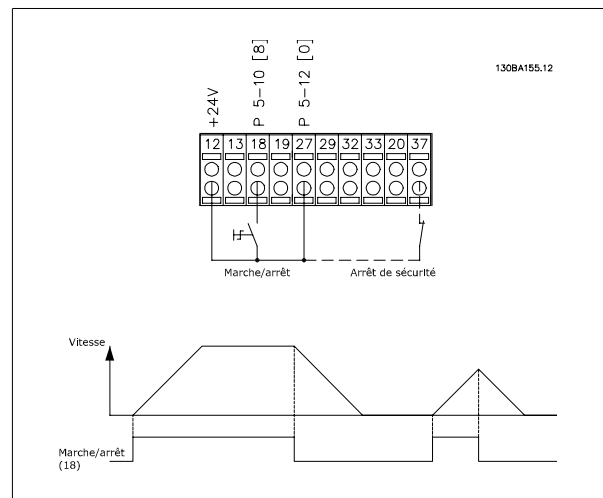 130BA155.12
+24V
P 5-10 [8]
P 5-12 [0]
12 13 18 19 27 29 32 33 20 37
Marche/arrêt
Arrêt de sécurité
Vitesse
Marche/arrêt
(18)